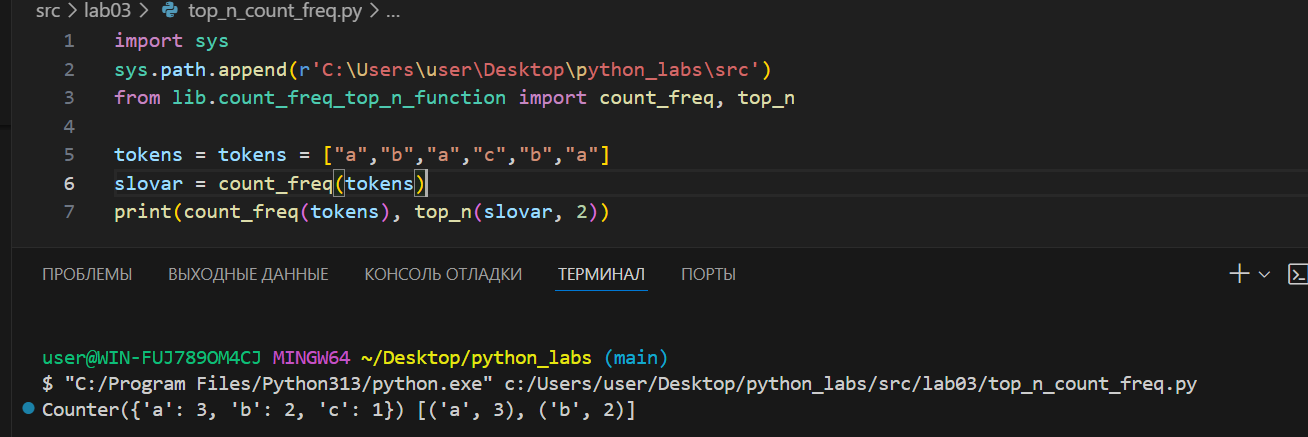 src > lab03 > top_n_count_freq.py > ...
1 import sys
2 sys.path.append(r'C:\Users\user\Desktop\python_labs\src')
3 from lib.count_freq_top_n_function import count_freq, top_n
4
5 tokens = tokens = ["a","b","a","c","b","a"]
6 slovar = count_freq(tokens)
7 print(count_freq(tokens), top_n(slovar, 2))
ПРОБЛЕМЫ ВЫХОДНЫЕ ДАННЫЕ КОНСОЛЬ ОТЛАДКИ ТЕРМИНАЛ ПОРТЫ
user@WIN-FUJ789OM4CJ MINGW64 ~/Desktop/python_labs (main)
$ "C:/Program Files/Python313/python.exe" c:/Users/user/Desktop/python_labs/src/lab03/top_n_count_freq.py
Counter({'a': 3, 'b': 2, 'c': 1}) [('a', 3), ('b', 2)]